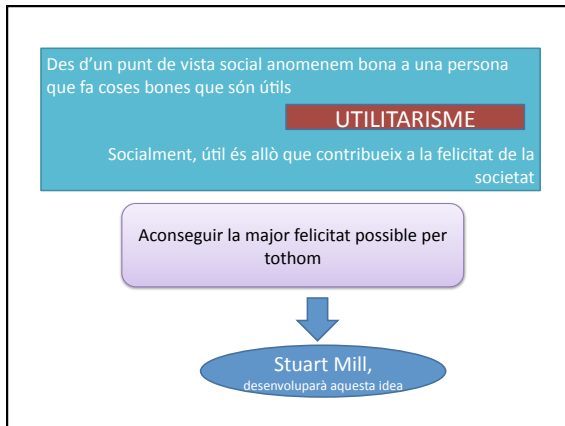 Des d'un punt de vista social anomenem bona a una persona
que fa coses bones que són útils
UTILITARISME
Socialment, útil és allò que contribueix a la felicitat de la
societat
Aconseguir la major felicitat possible per
tothom
Stuart Mill,
desenvoluparà aquesta idea